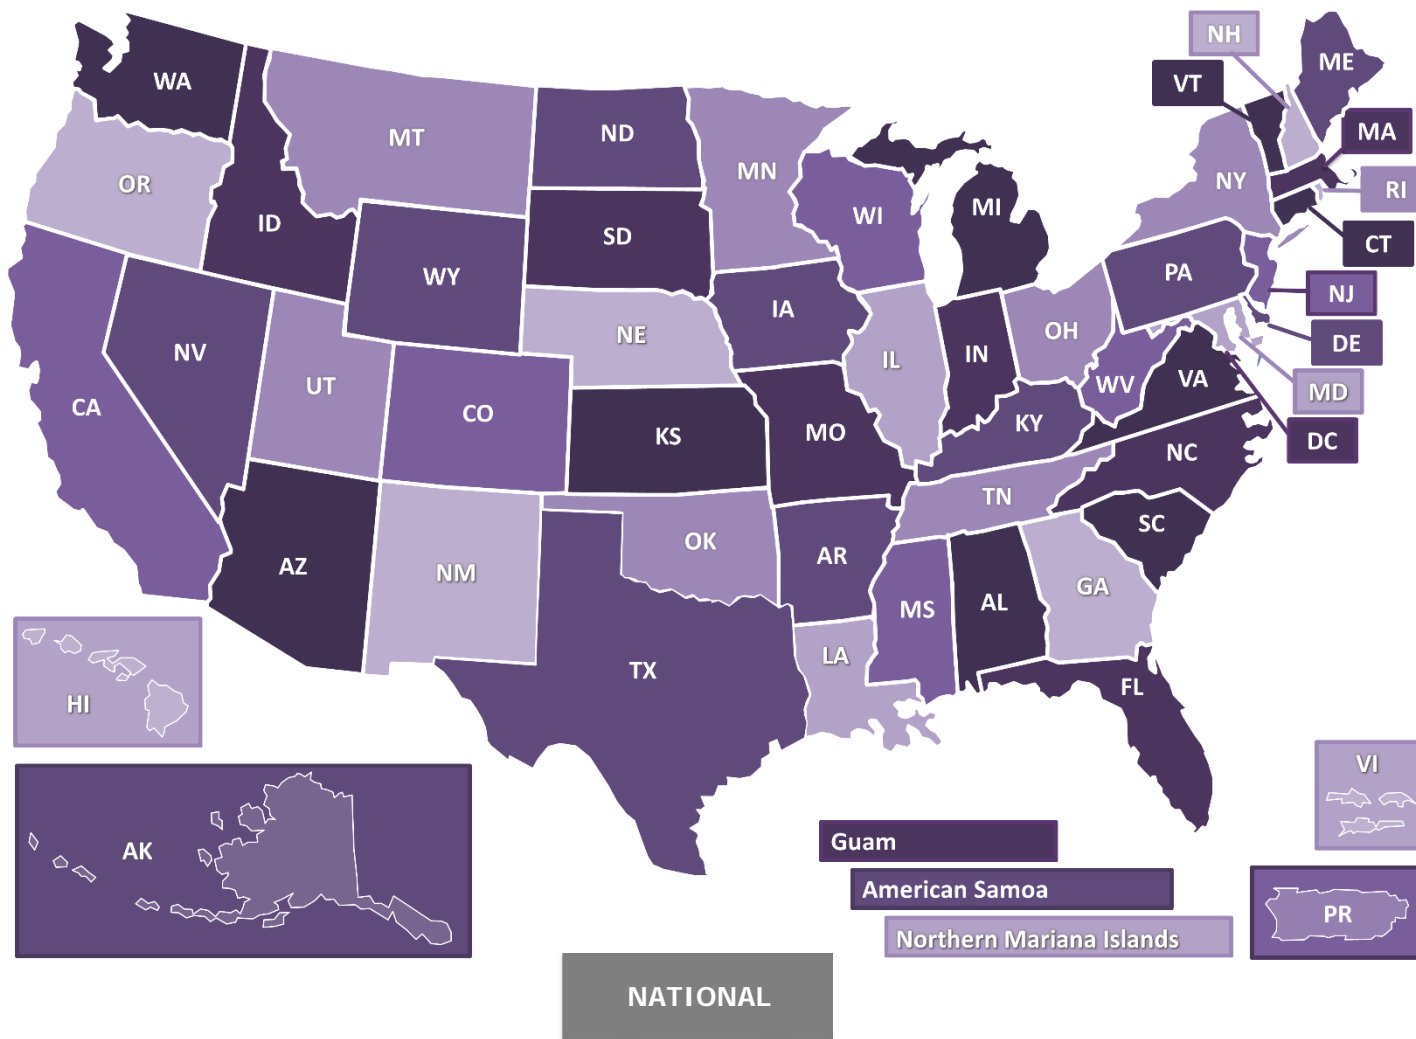 NH
ME
WA
VT
ND
MA
MT
MN
OR
NY
RI
WI
MI
ID
SD
CT
WY
PA
NJ
IA
NE
OH
DE
NV
IL
IN
UT
WV
VA
MD
CA
CO
KY
KS
MO
DC
NC
TN
SC
OK
AZ
NM
AR
GA
AL
MS
LA
TX
FL
HI
VI
Guam
AK
American Samoa
PR
Northern Mariana Islands
NATIONAL